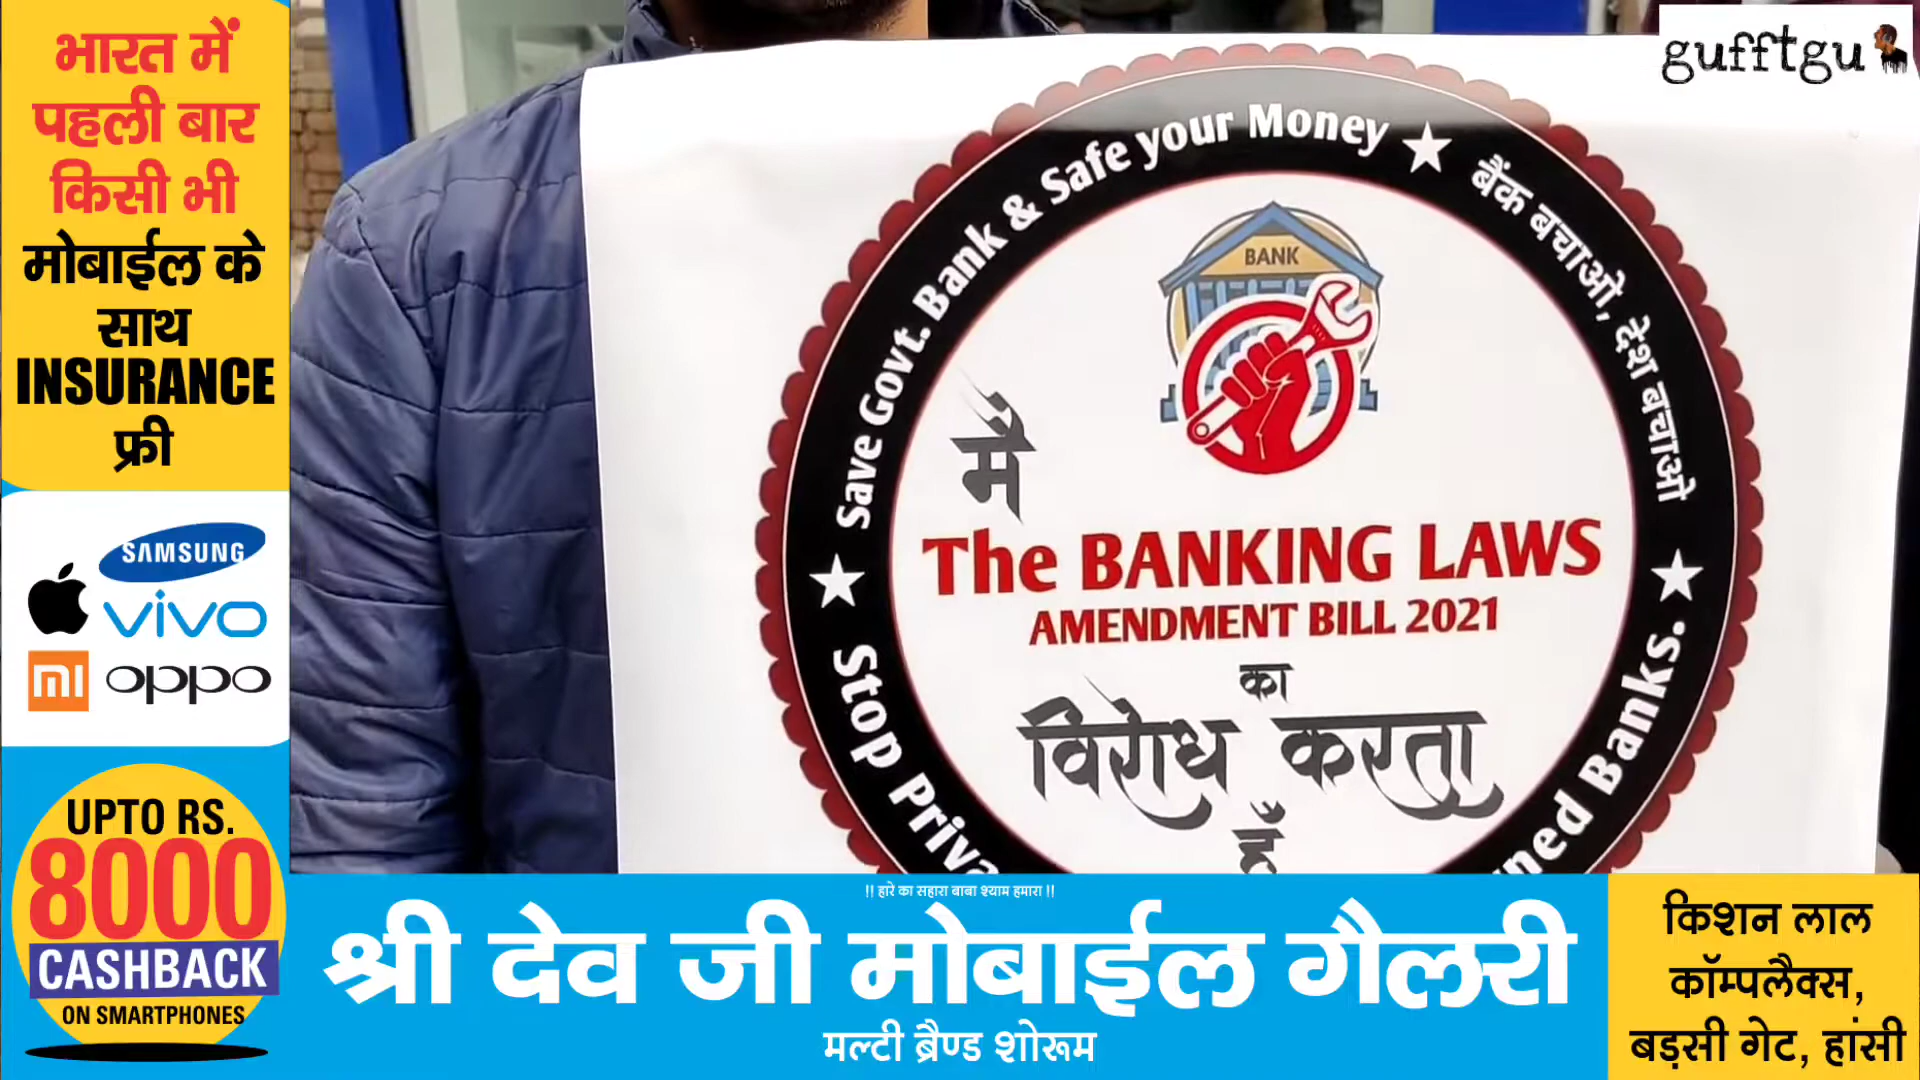 भारत में
पहली बार
किसी भी
मोबाईल के
साथ
INSURANCE
फ्री
SAMSUNG
vivo
mi
oppo
UPTO RS.
8000
CASHBACK
ON SMARTPHONES
gufftgu
Save Govt. Bank & Safe your Money ★ बैंक बचाओ, देश बचाओ ★
BANK
मै
The BANKING LAWS
AMENDMENT BILL 2021
का
विरोध करता
हूँ
★ Stop
Banks.
!! हारे का सहारा बाबा श्याम हमारा !!
श्री देव जी मोबाईल गैलरी
मल्टी ब्रैण्ड शोरूम
किशन लाल
कॉम्पलैक्स,
बड़सी गेट, हांसी